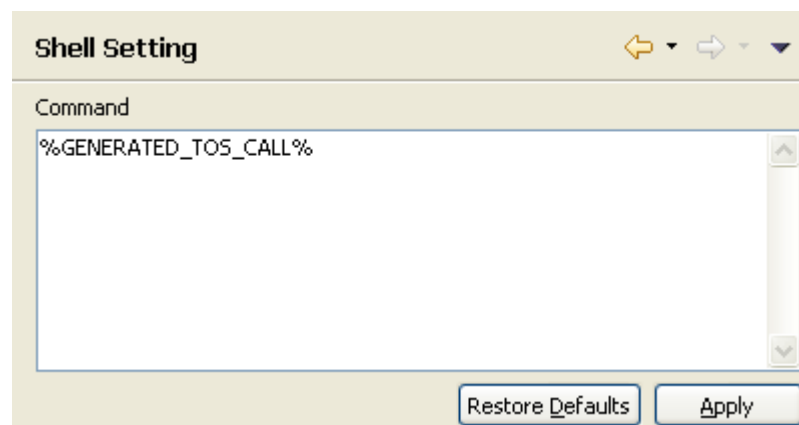 Shell Setting
Command
%GENERATED_TOS_CALL%
Restore Defaults
Apply